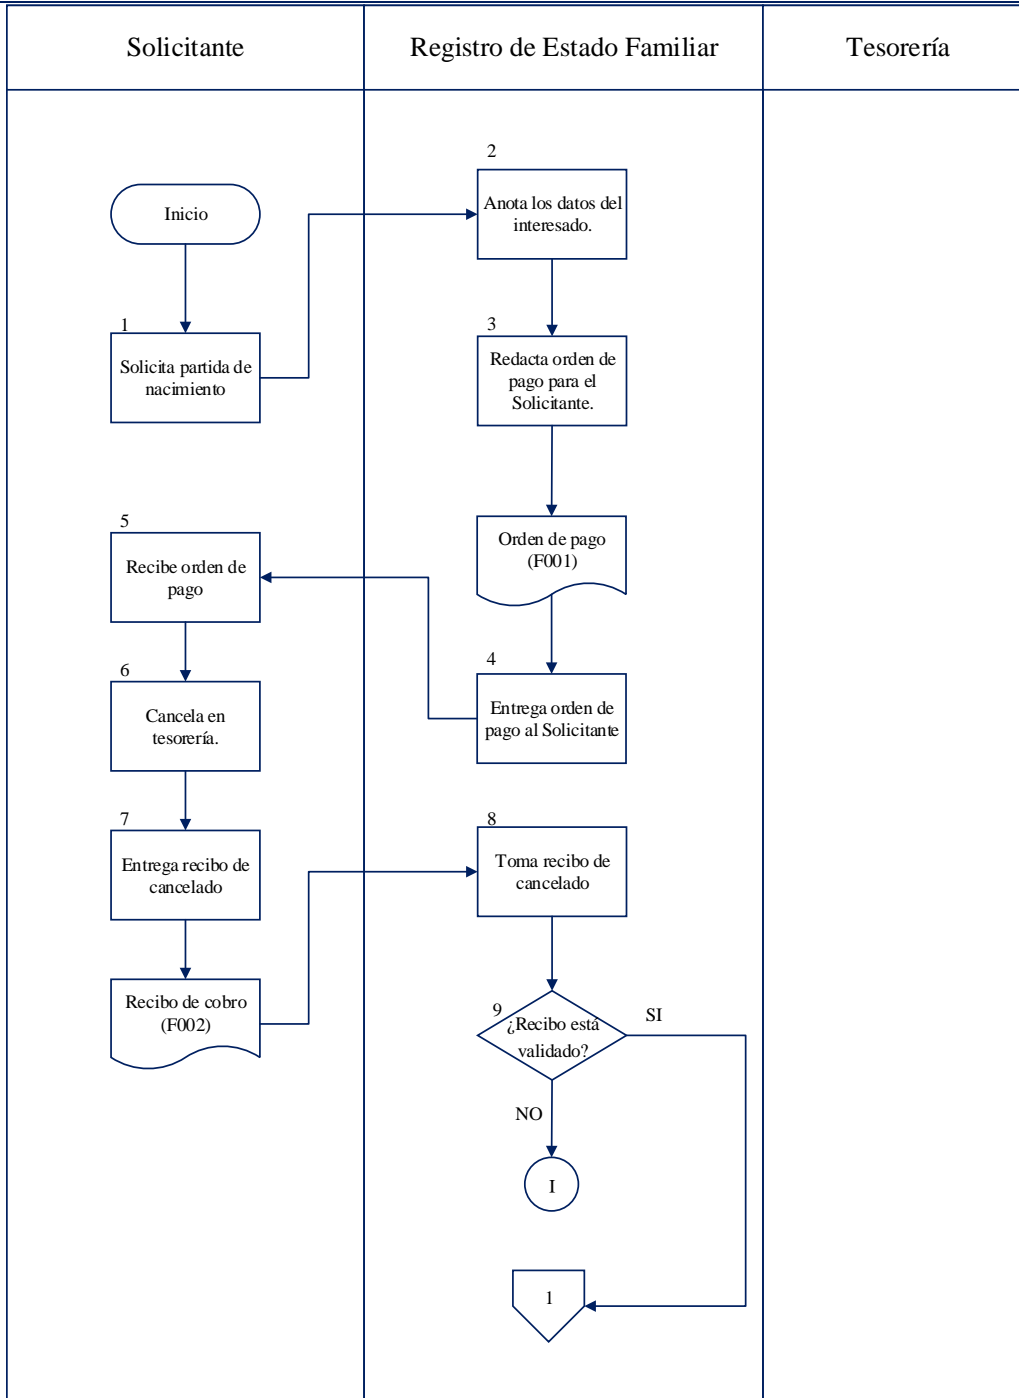 Solicitante
Registro de Estado Familiar
Tesorería
Inicio
1
Solicita partida de
nacimiento
2
Anota los datos del
interesado.
3
Redacta orden de
pago para el
Solicitante.
Orden de pago
(F001)
4
Entrega orden de
pago al Solicitante
5
Recibe orden de
pago
6
Cancela en
tesorería.
7
Entrega recibo de
cancelado
Recibo de cobro
(F002)
8
Toma recibo de
cancelado
9
¿Recibo está
validado?
SI
NO
I
1